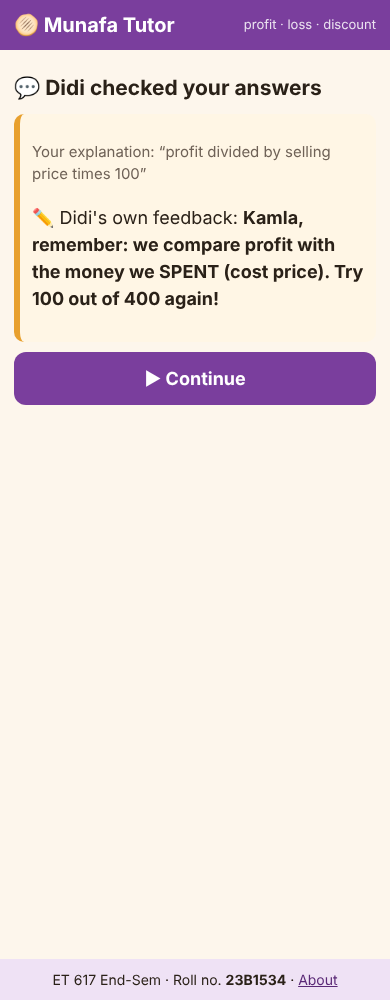 Munafa Tutor
profit · loss · discount
💬 Didi checked your answers
Your explanation: “profit divided by selling
price times 100”
✏️ Didi's own feedback: Kamla,
remember: we compare profit with
the money we SPENT (cost price). Try
100 out of 400 again!
▶ Continue
ET 617 End-Sem · Roll no. 23B1534 · About